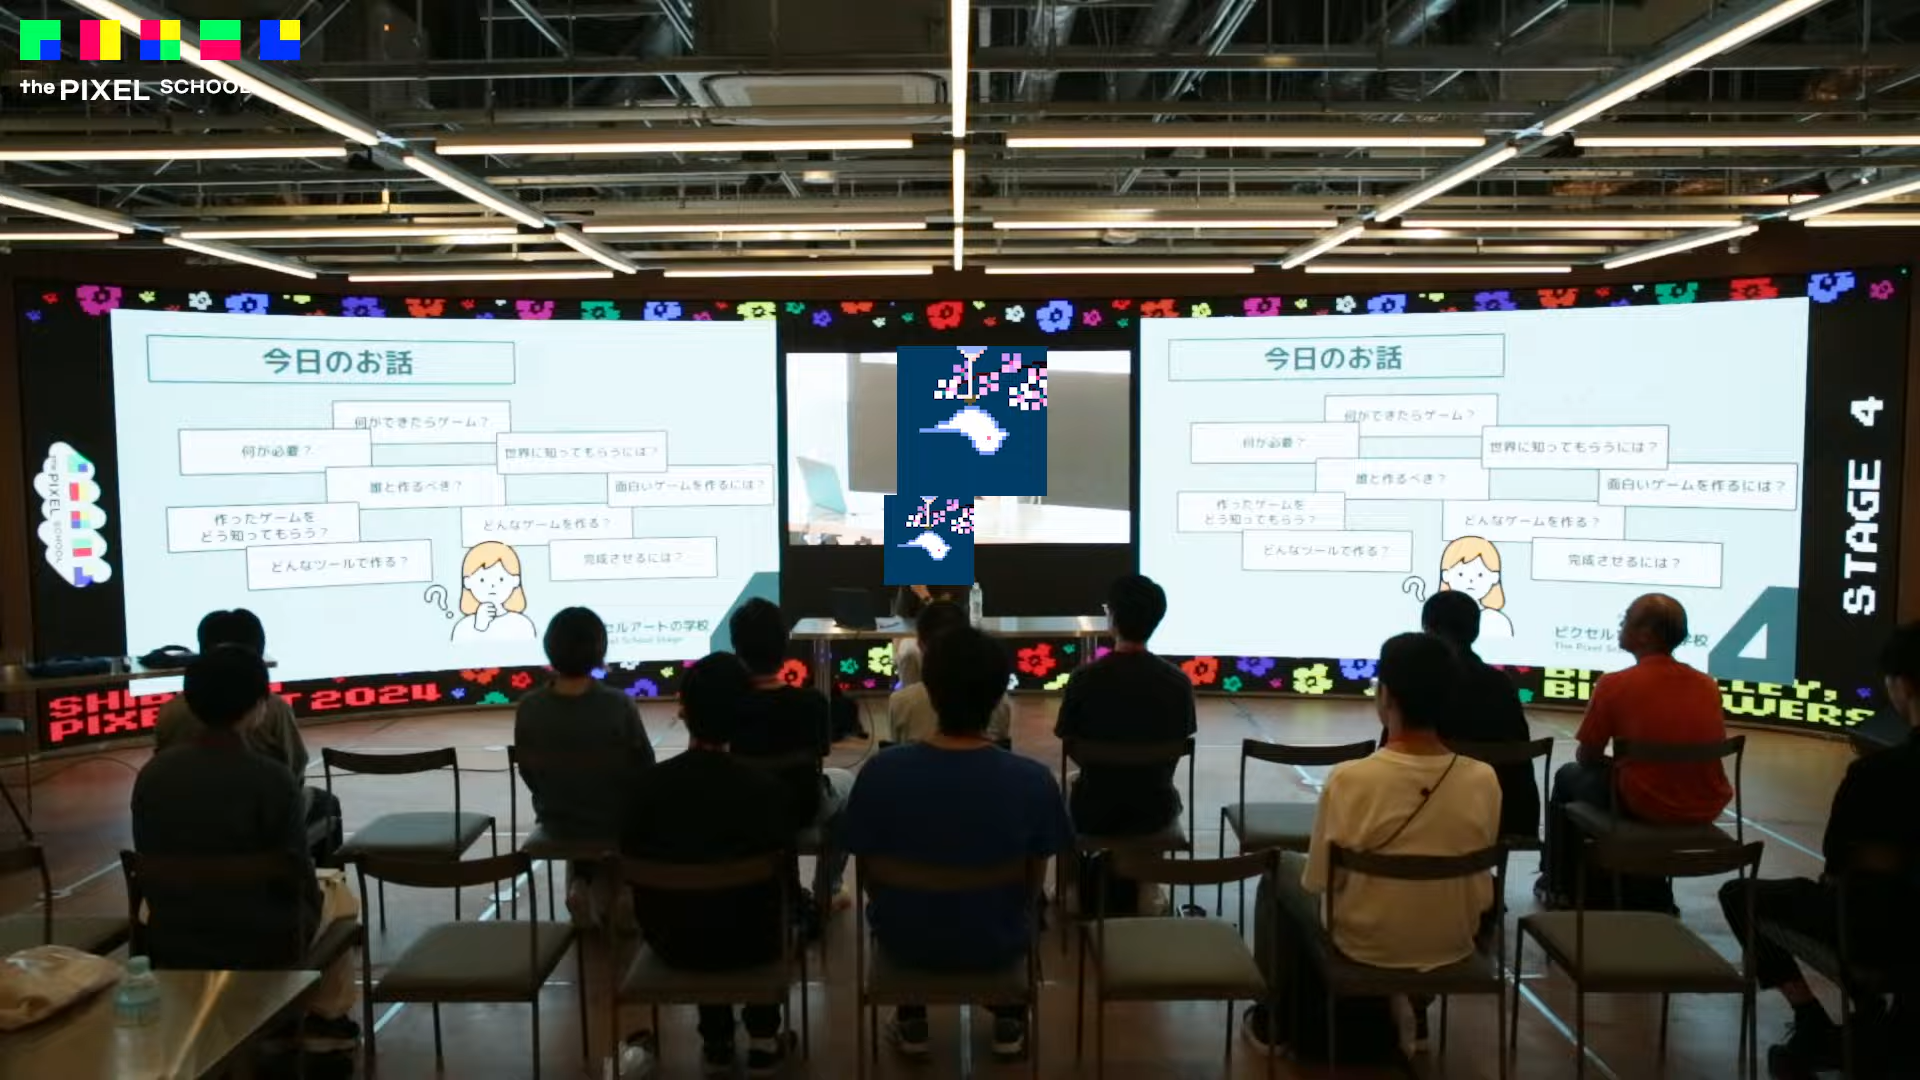 the PIXEL SCHOOL
今日のお話
何ができたらゲーム？
何が必要？
世界に知ってもらうには？
誰と作るべき？
面白いゲームを作るには？
作ったゲームを
どう知ってもらう？
どんなゲームを作る？
どんなツールで作る？
完成させるには？
セルアートの学校
今日のお話
何ができたらゲーム？
何が必要？
世界に知ってもらうには？
誰と作るべき？
面白いゲームを作るには？
作ったゲームを
どう知ってもらう？
どんなゲームを作る？
どんなツールで作る？
完成させるには？
ピクセル
学校
4
STAGE 4
the PIXEL SCHOOL
2024